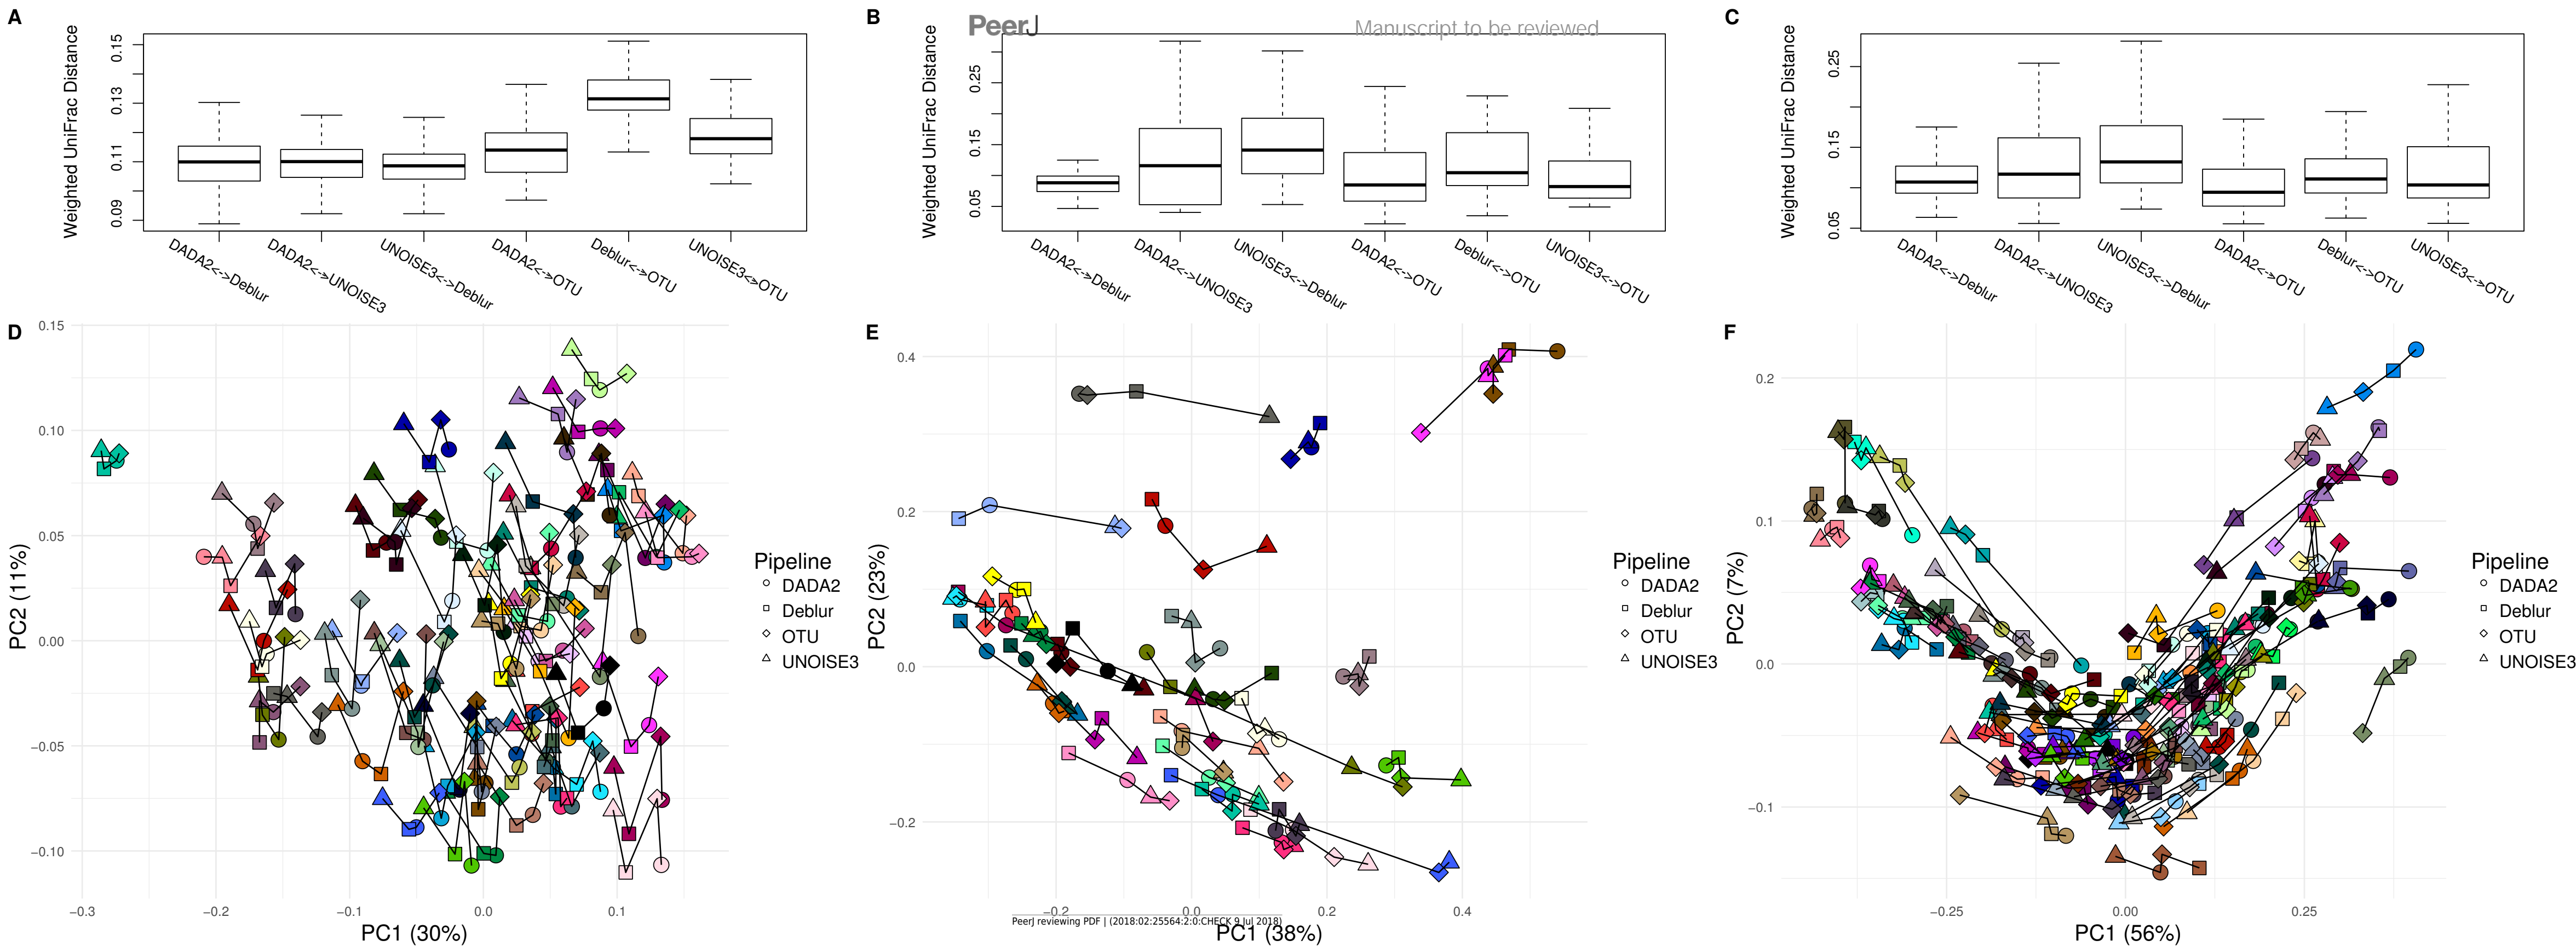 A
Weighted UniFrac Distance
0.15
0.13
0.11
0.09
DADA2<->Deblur
DADA2<->UNOISE3
UNOISE3<->Deblur
DADA2<->OTU
Deblur<->OTU
UNOISE3<->OTU
B
PeerJ
Manuscript to be reviewed
Weighted UniFrac Distance
0.25
0.15
0.05
DADA2<->Deblur
DADA2<->UNOISE3
UNOISE3<->Deblur
DADA2<->OTU
Deblur<->OTU
UNOISE3<->OTU
C
Weighted UniFrac Distance
0.25
0.15
0.05
DADA2<->Deblur
DADA2<->UNOISE3
UNOISE3<->Deblur
DADA2<->OTU
Deblur<->OTU
UNOISE3<->OTU
D
PC2 (11%)
0.15
0.10
0.05
0.00
−0.05
−0.10
−0.3
−0.2
−0.1
0.0
0.1
PC1 (30%)
Pipeline
DADA2
Deblur
OTU
UNOISE3
E
PC2 (23%)
0.4
0.2
0.0
−0.2
−0.2
0.0
0.2
0.4
PeerJ reviewing PDF | (2018:02:25564:2:0:CHECK 9 Jul 2018)
PC1 (38%)
Pipeline
DADA2
Deblur
OTU
UNOISE3
F
PC2 (7%)
0.2
0.1
0.0
−0.1
−0.25
0.00
0.25
PC1 (56%)
Pipeline
DADA2
Deblur
OTU
UNOISE3